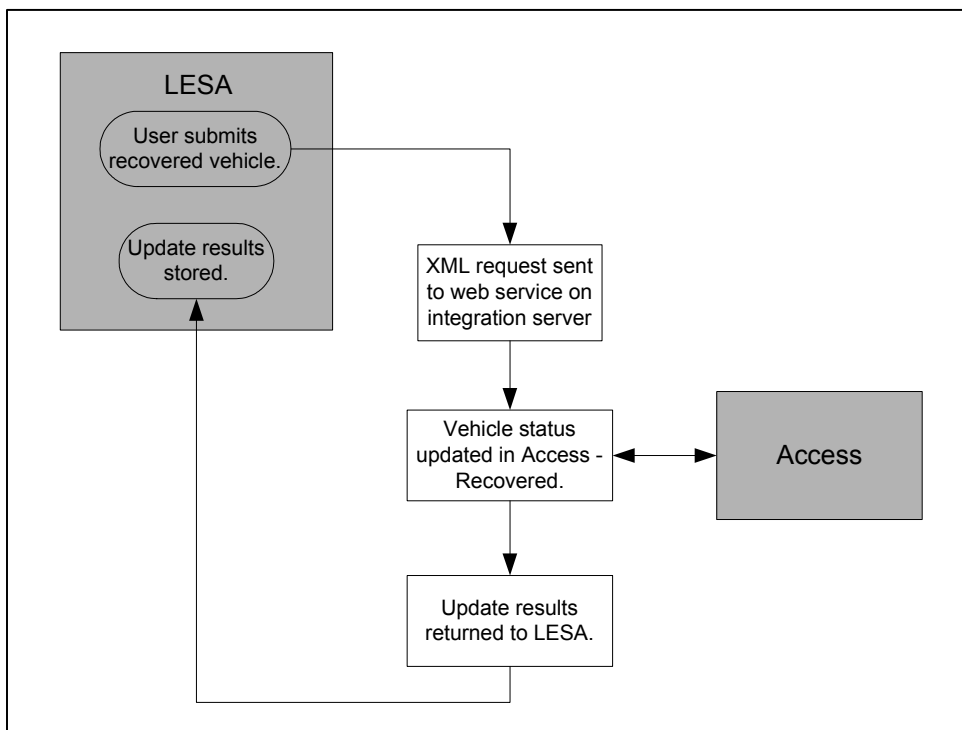 LESA
User submits
recovered vehicle.
Update results
stored.
XML request sent
to web service on
integration server
Vehicle status
updated in Access -
Recovered.
Access
Update results
returned to LESA.